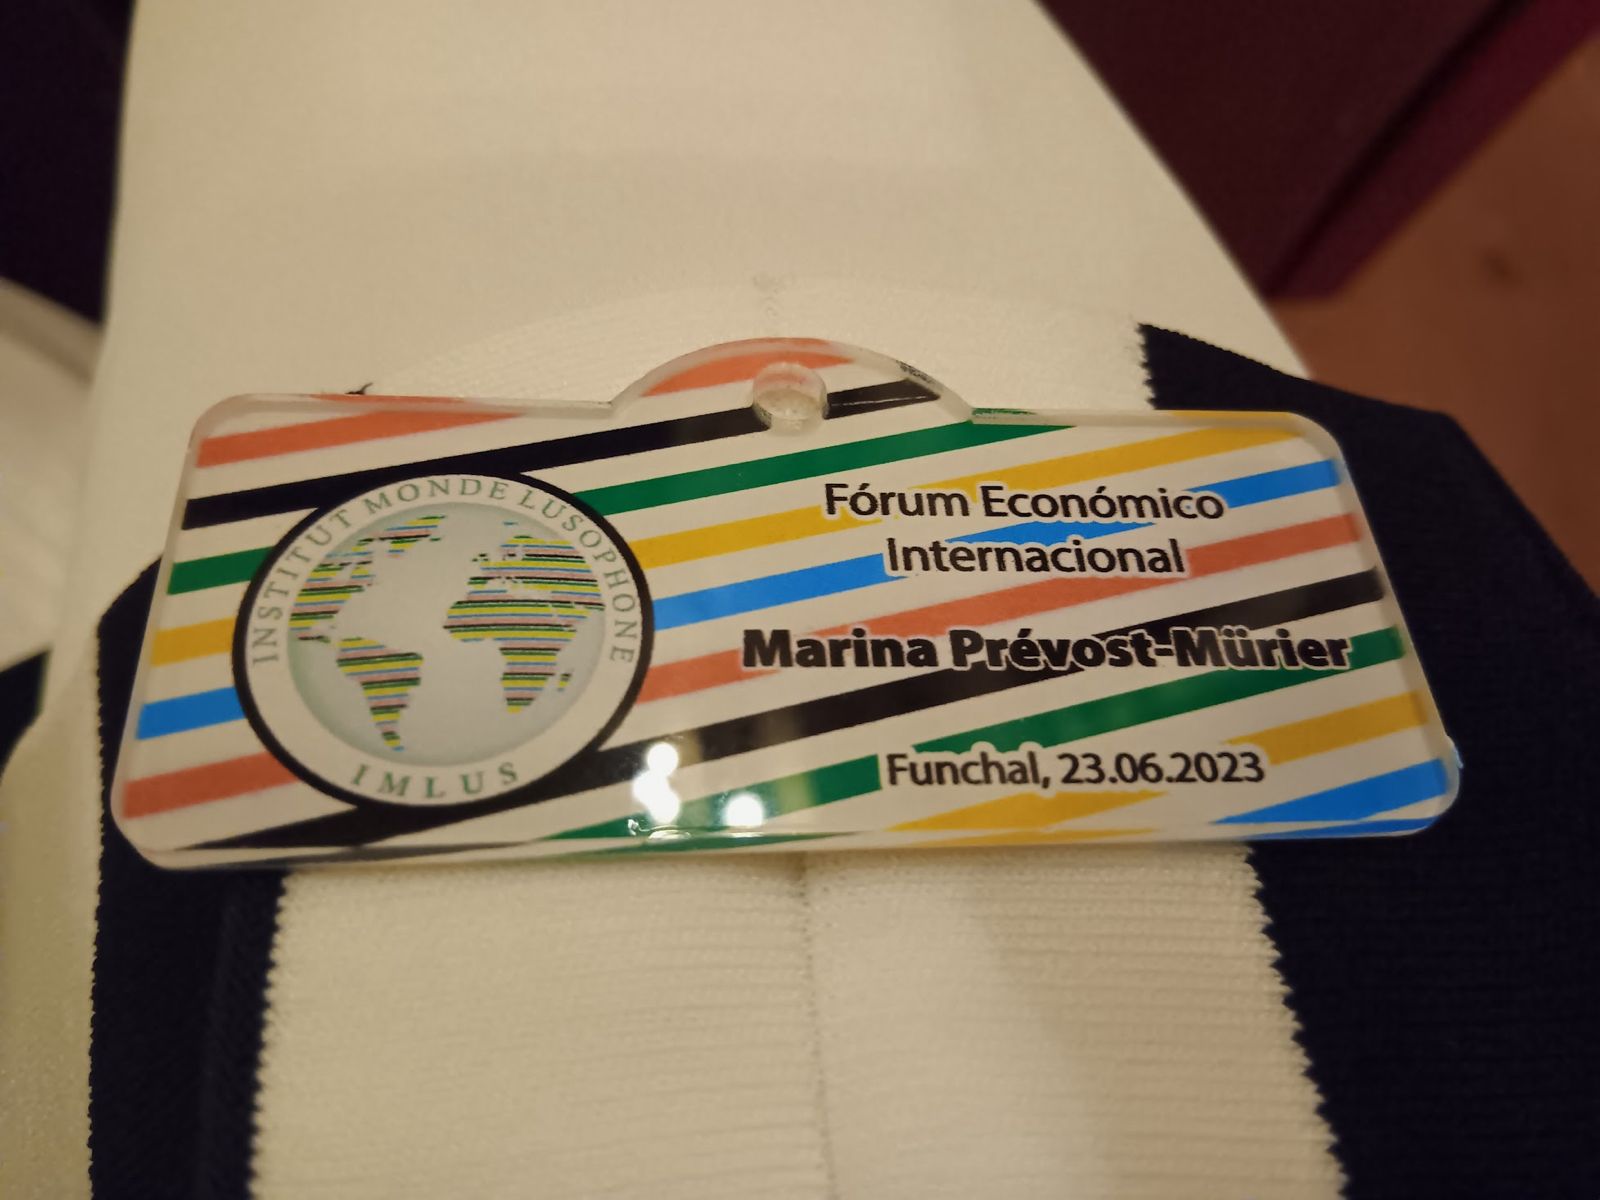 INSTITUT MONDE LUSOPHONE
IMLUS
Fórum Económico
Internacional
Marina Prévost-Mürier
Funchal, 23.06.2023